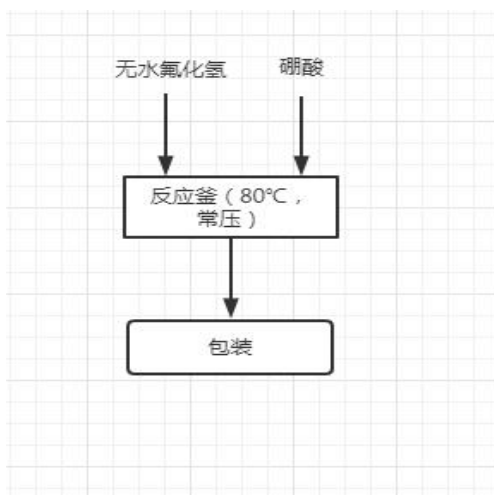 无水氟化氢
硼酸
反应釜（80℃，
常压）
包装